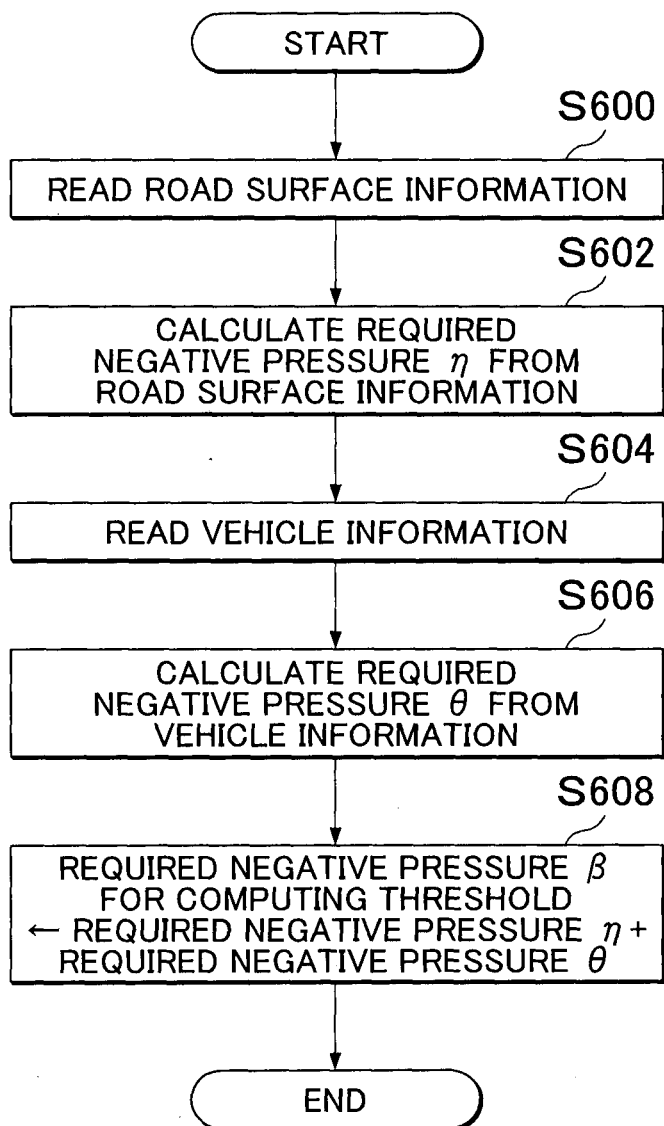 START
S600
READ ROAD SURFACE INFORMATION
S602
CALCULATE REQUIRED
NEGATIVE PRESSURE η FROM
ROAD SURFACE INFORMATION
S604
READ VEHICLE INFORMATION
S606
CALCULATE REQUIRED
NEGATIVE PRESSURE θ FROM
VEHICLE INFORMATION
S608
REQUIRED NEGATIVE PRESSURE β
FOR COMPUTING THRESHOLD
← REQUIRED NEGATIVE PRESSURE η +
REQUIRED NEGATIVE PRESSURE θ
END